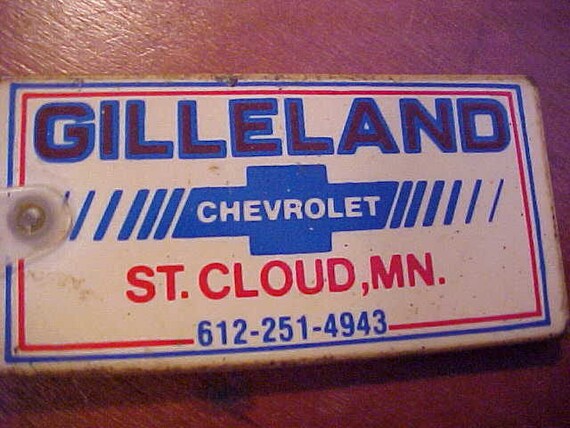 GILLELAND
CHEVROLET
ST. CLOUD, MN.
612-251-4943